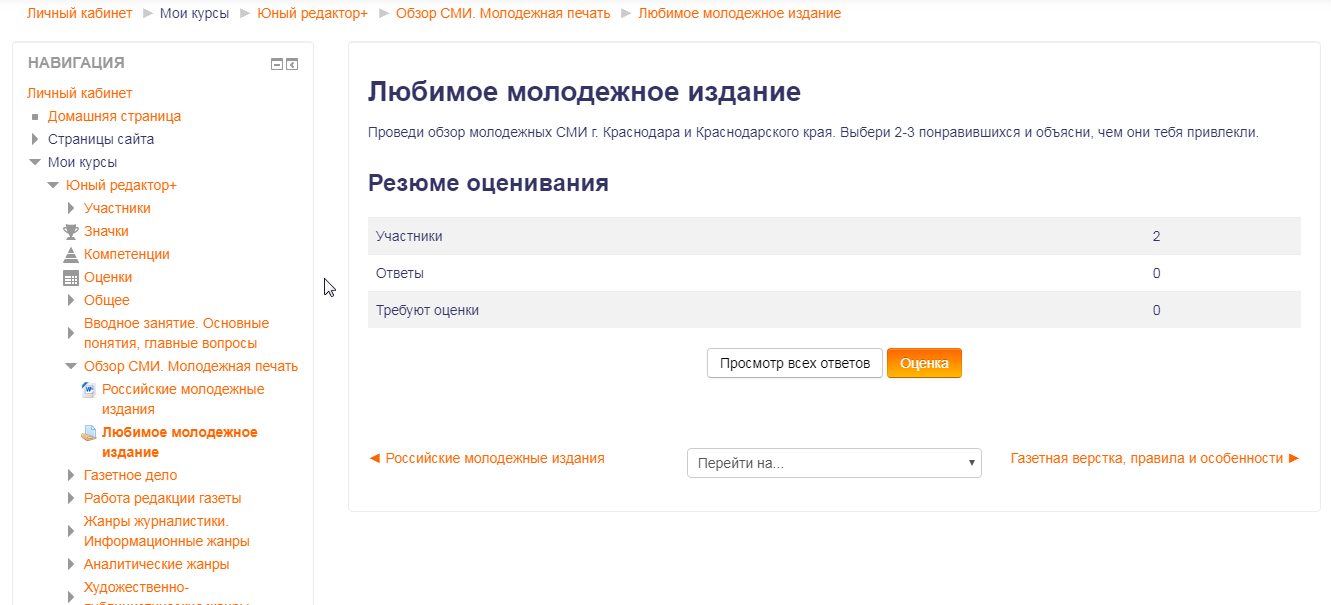 Личный кабинет ▶ Мои курсы ▶ Юный редактор+ ▶ Обзор СМИ. Молодежная печать ▶ Любимое молодежное издание
НАВИГАЦИЯ
Личный кабинет
Домашняя страница
Страницы сайта
Мои курсы
Юный редактор+
Участники
Значки
Компетенции
Оценки
Общее
Вводное занятие. Основные
понятия, главные вопросы
Обзор СМИ. Молодежная печать
Российские молодежные
издания
Любимое молодежное
издание
Газетное дело
Работа редакции газеты
Жанры журналистики.
Информационные жанры
Аналитические жанры
Художественно-
Любимое молодежное издание
Проведи обзор молодежных СМИ г. Краснодара и Краснодарского края. Выбери 2-3 понравившихся и объясни, чем они тебя привлекли.
Резюме оценивания
Участники 2
Ответы 0
Требуют оценки 0
Просмотр всех ответов Оценка
◀ Российские молодежные издания Перейти на... Газетная верстка, правила и особенности ▶